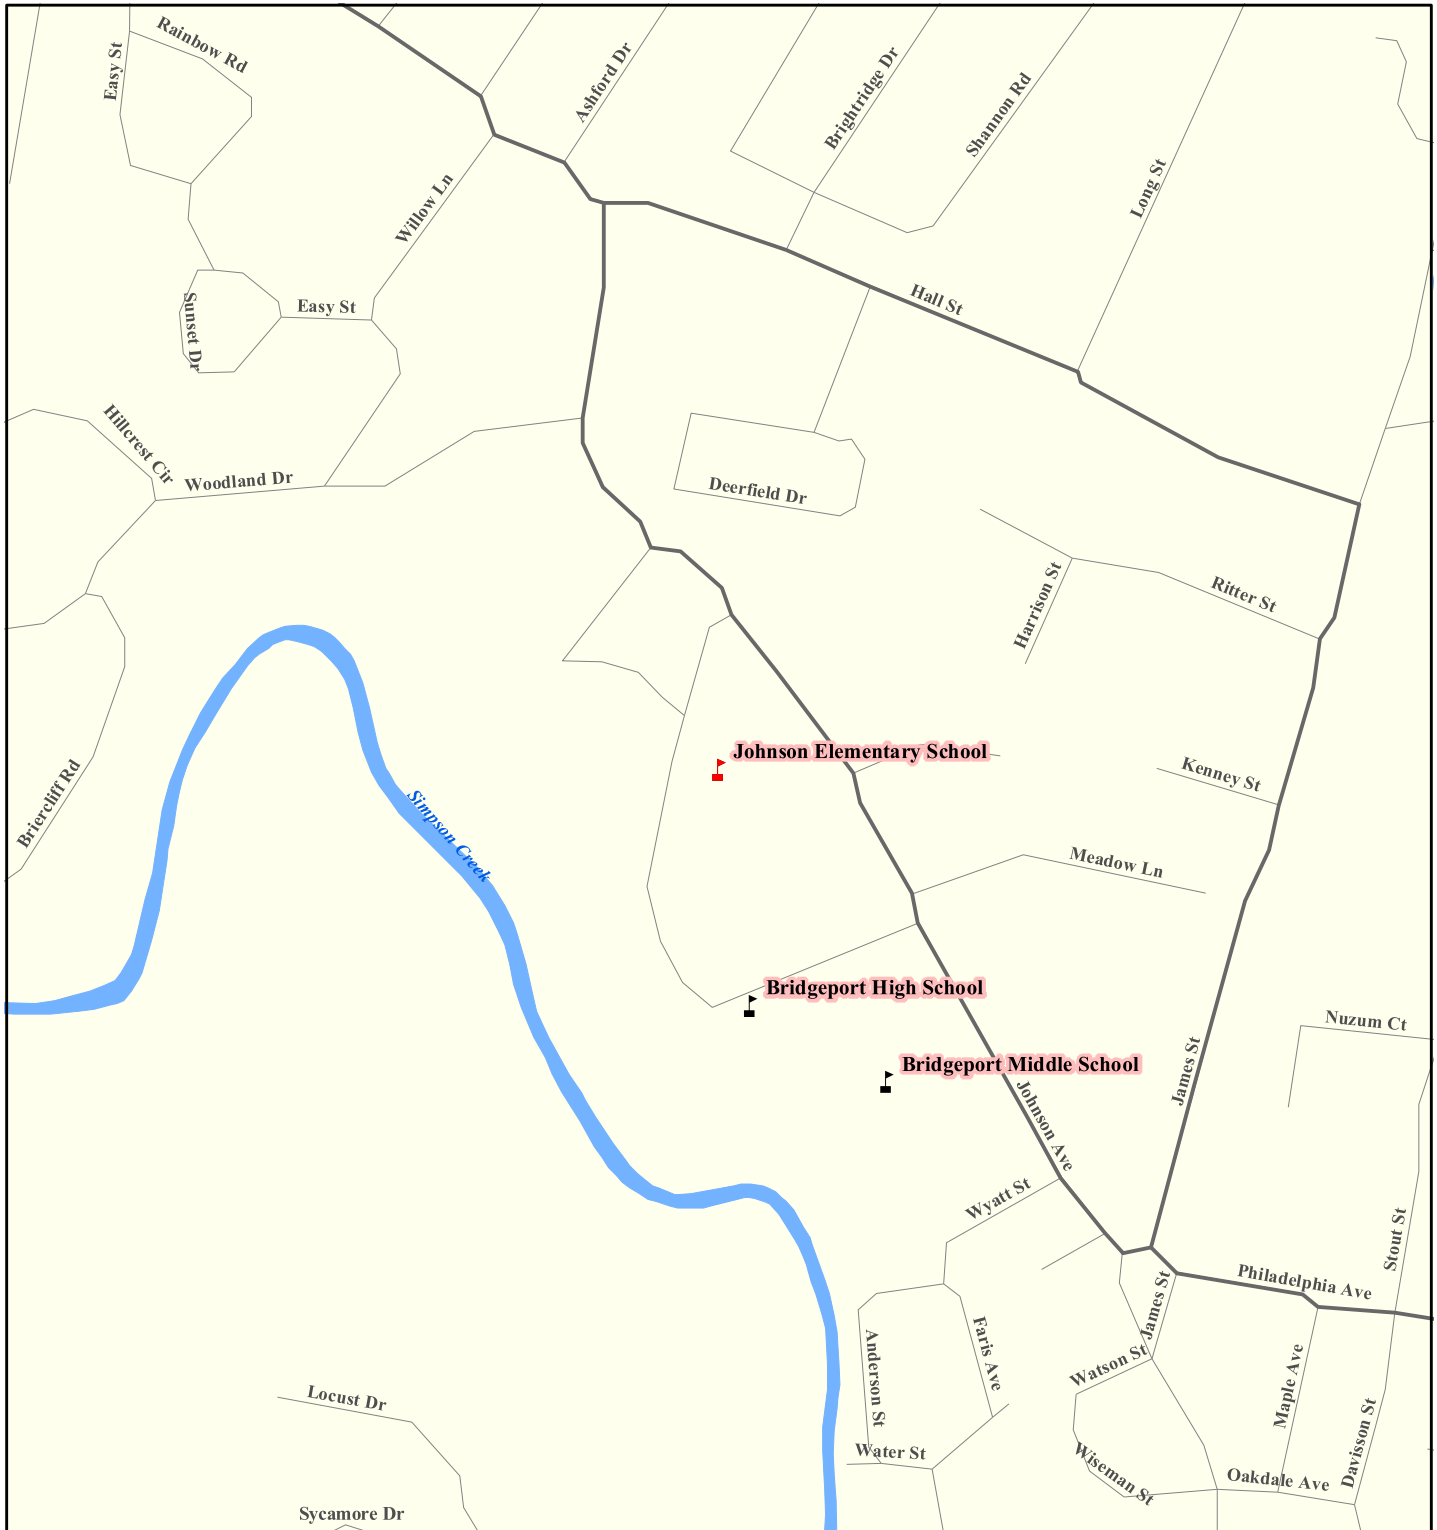 Rainbow Rd
Easy St
Ashford Dr
Brightridge Dr
Shannon Rd
Long St
Willow Ln
Hall St
Sunset Dr
Easy St
Hillcrest Cir
Woodland Dr
Deerfield Dr
Harrison St
Ritter St
Johnson Elementary School
Kenney St
Briercliff Rd
Simpson Creek
Meadow Ln
Bridgeport High School
Nuzum Ct
Bridgeport Middle School
James St
Johnson Ave
Wyatt St
Stout St
Philadelphia Ave
James St
Faris Ave
Anderson St
Watson St
Maple Ave
Locust Dr
Davisson St
Water St
Wiseman St
Oakdale Ave
Sycamore Dr